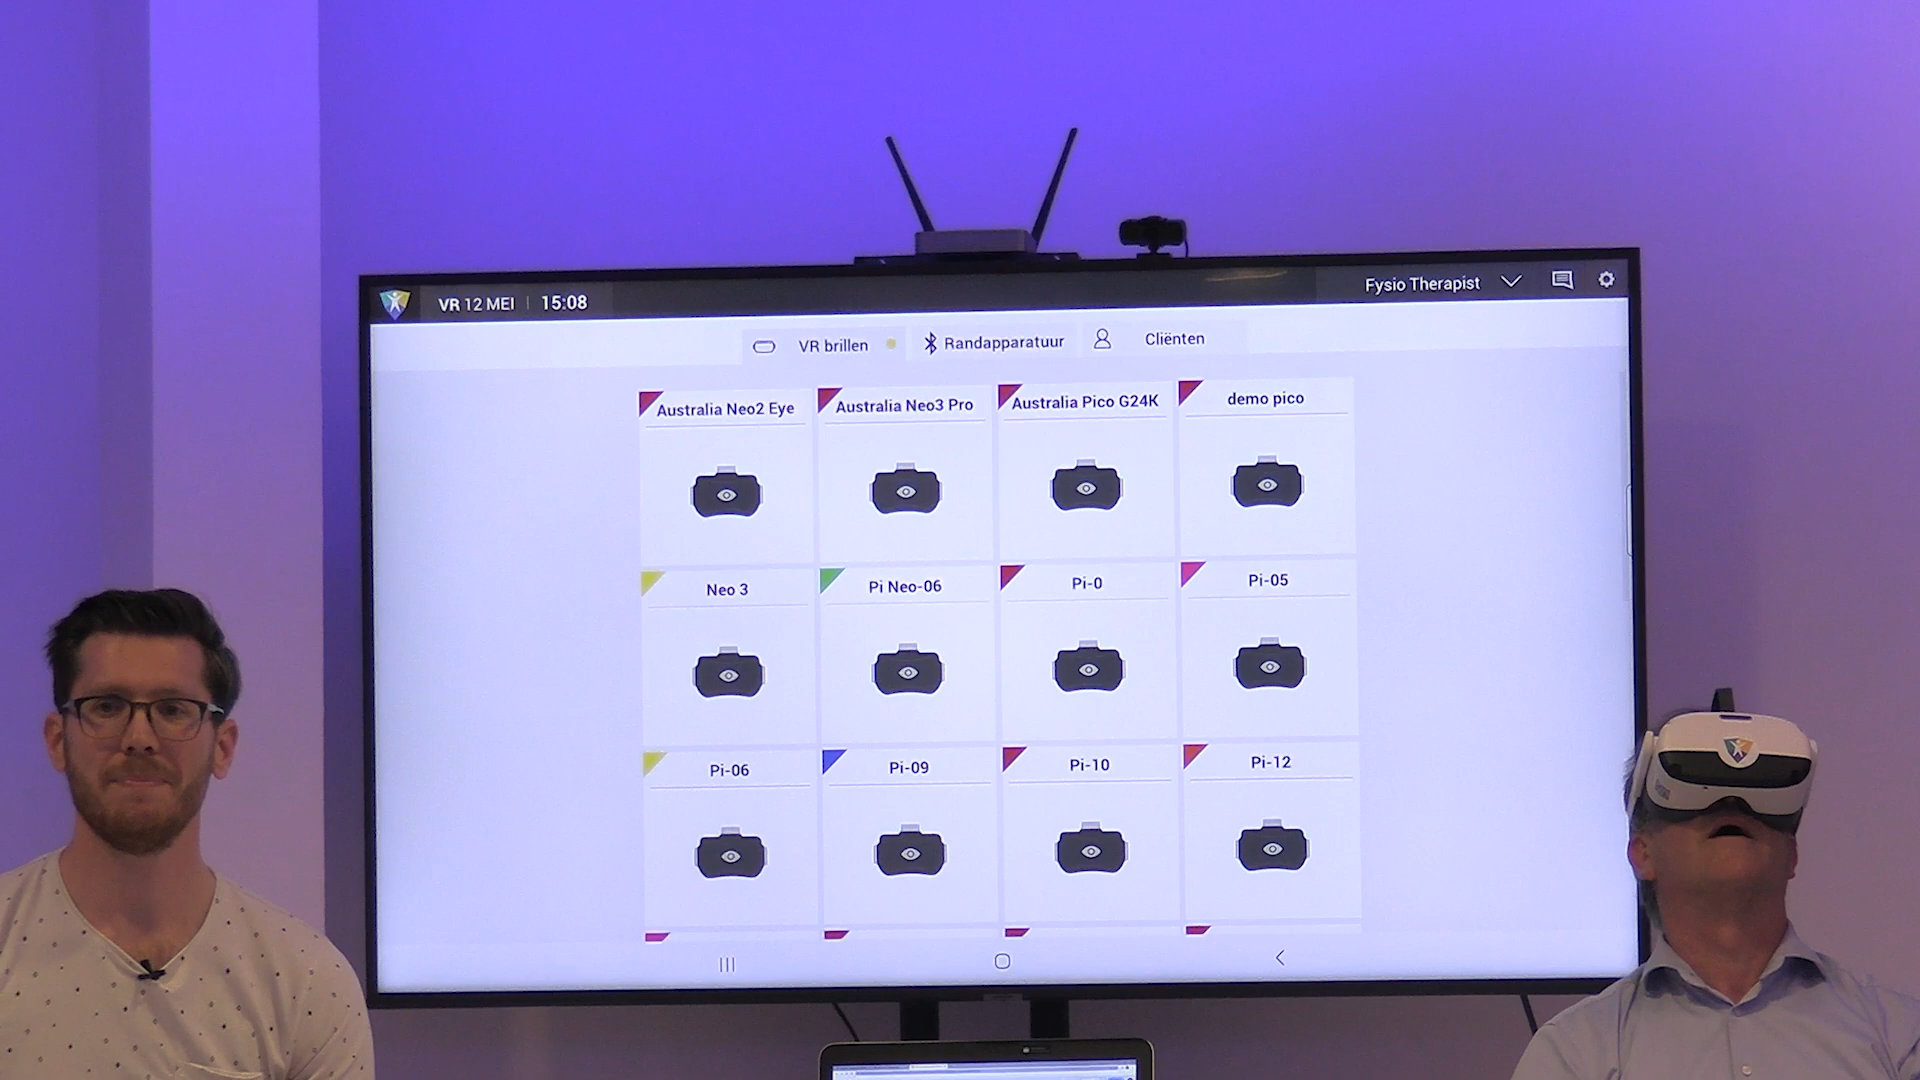 VR 12 MEI | 15:08
Fysio Therapist
VR brillen
Randapparatuur
Cliënten
Australia Neo2 Eye
Australia Neo3 Pro
Australia Pico G24K
demo pico
Neo 3
Pi Neo-06
Pi-0
Pi-05
Pi-06
Pi-09
Pi-10
Pi-12